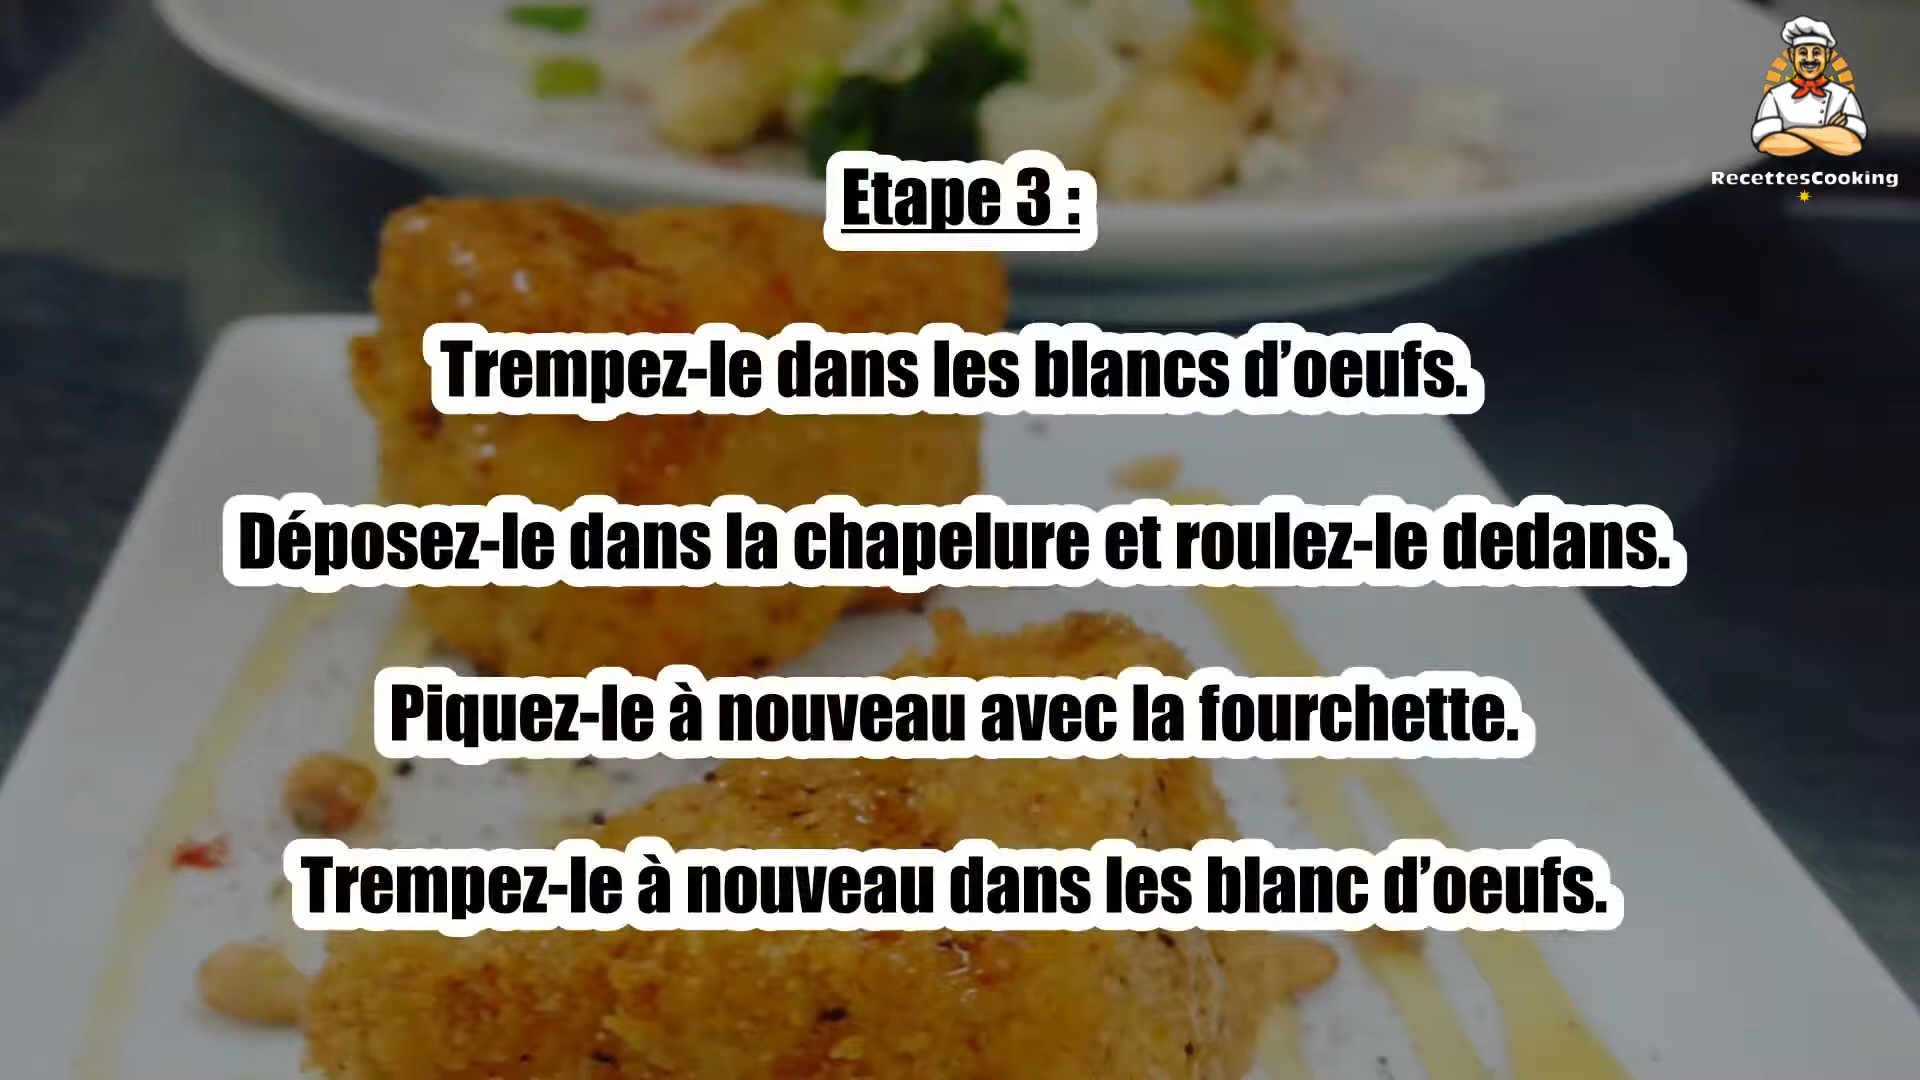 RecettesCooking
Etape 3 :
Trempez-le dans les blancs d’oeufs.
Déposez-le dans la chapelure et roulez-le dedans.
Piquez-le à nouveau avec la fourchette.
Trempez-le à nouveau dans les blanc d’oeufs.